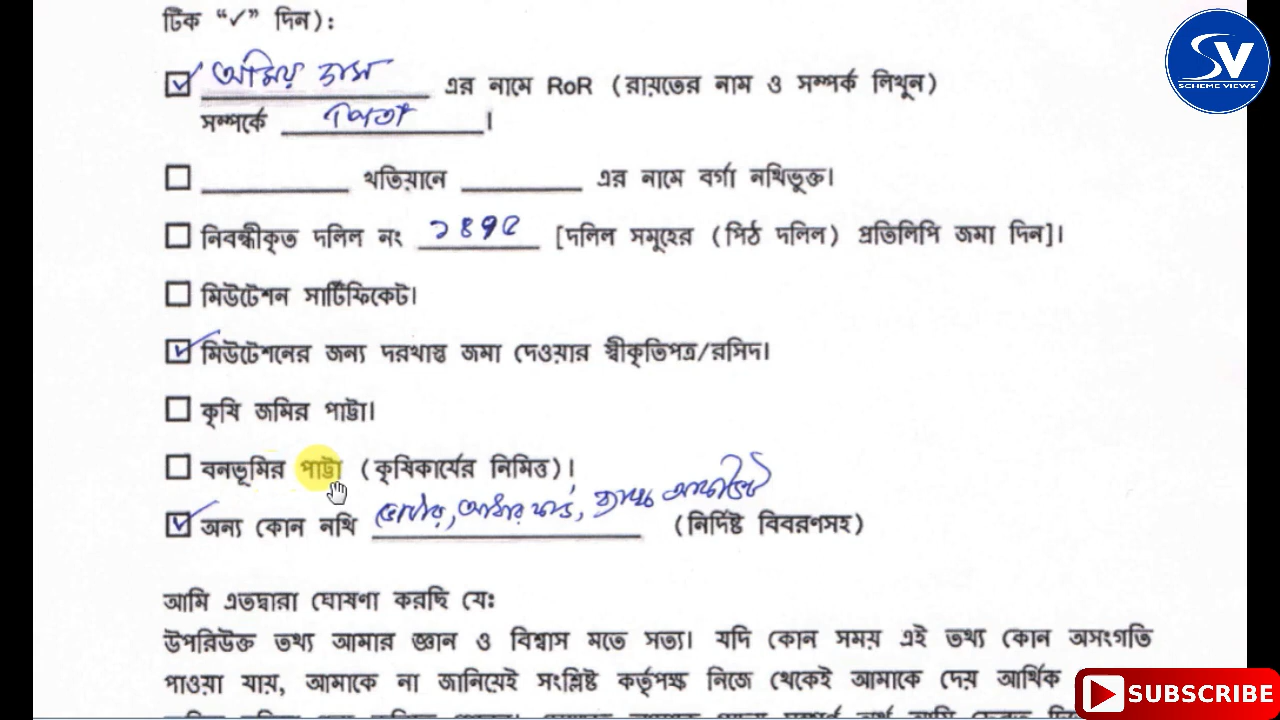 টিক “✓” দিন):
SV
SCHEME VIEWS
অমিয় দাস এর নামে RoR (রায়তের নাম ও সম্পর্ক লিখুন)
সম্পর্কে পিতা ।
খতিয়ানে এর নামে বর্গা নথিভুক্ত।
নিবন্ধীকৃত দলিল নং ১৪৭৫ [দলিল সমূহের (পিঠ দলিল) প্রতিলিপি জমা দিন]।
মিউটেশন সার্টিফিকেট।
মিউটেশনের জন্য দরখাস্ত জমা দেওয়ার স্বীকৃতিপত্র/রসিদ।
কৃষি জমির পাট্টা।
বনভূমির পাট্টা (কৃষিকার্যের নিমিত্ত)।
অন্য কোন নথি ভোটার, আধার কার্ড, (নির্দিষ্ট বিবরণসহ)
আমি এতদ্বারা ঘোষণা করছি যেঃ
উপরিউক্ত তথ্য আমার জ্ঞান ও বিশ্বাস মতে সত্য। যদি কোন সময় এই তথ্য কোন অসংগতি
পাওয়া যায়, আমাকে না জানিয়েই সংশ্লিষ্ট কর্তৃপক্ষ নিজে থেকেই আমাকে দেয় আর্থিক
SUBSCRIBE